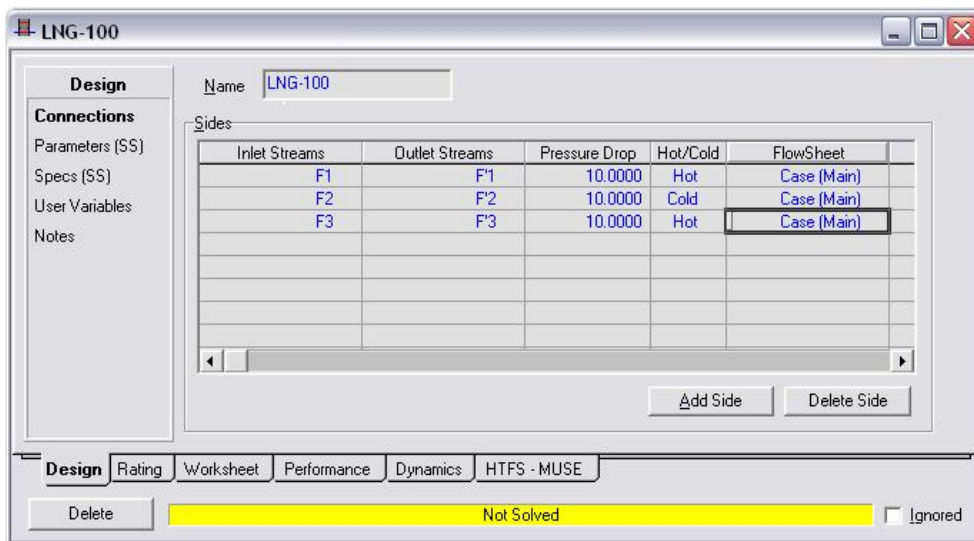 LNG-100
Design
Connections
Parameters (SS)
Specs (SS)
User Variables
Notes
Name LNG-100
Sides
Inlet Streams Outlet Streams Pressure Drop Hot/Cold FlowSheet
F1 F'1 10.0000 Hot Case (Main)
F2 F'2 10.0000 Cold Case (Main)
F3 F'3 10.0000 Hot Case (Main)
Add Side Delete Side
Design Rating Worksheet Performance Dynamics HTFS - MUSE
Delete Not Solved Ignored